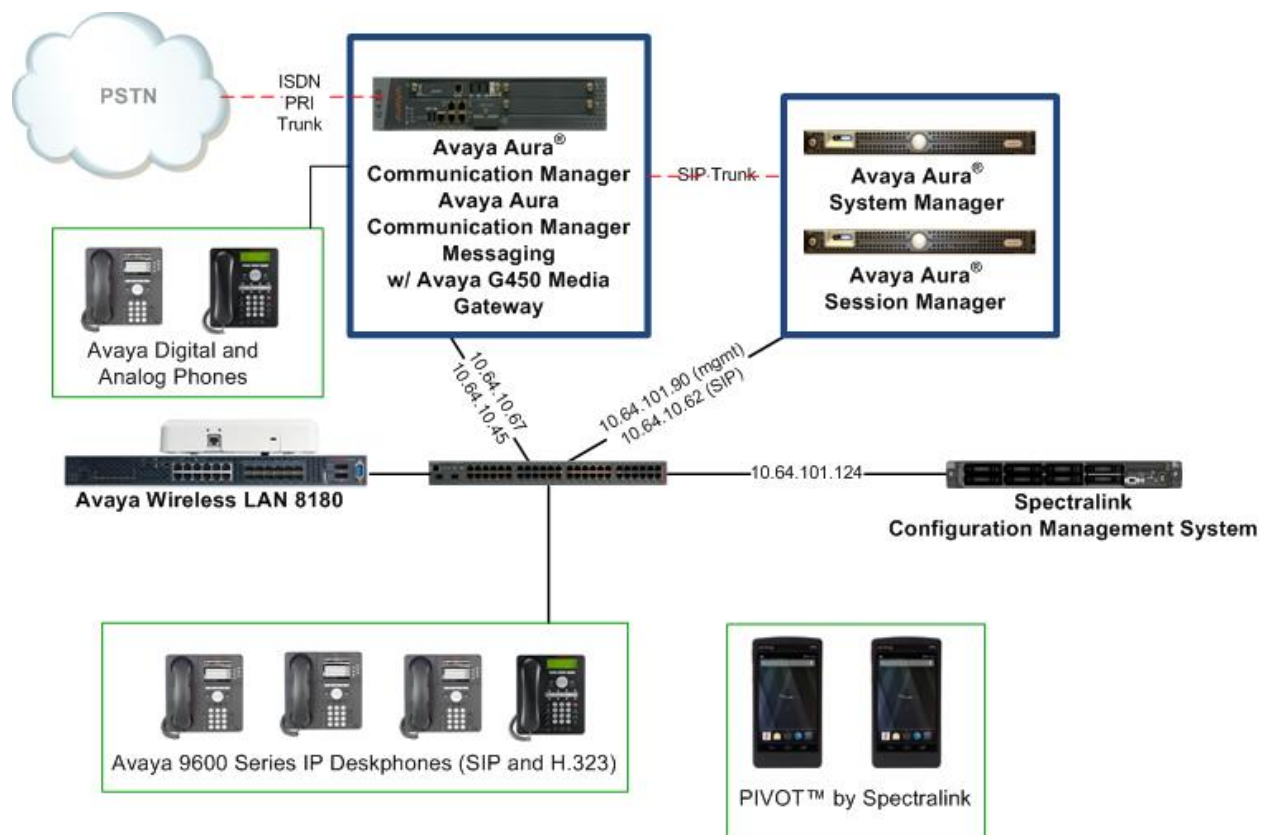 PSTN
ISDN
PRI
Trunk
Avaya Aura®
Communication Manager
Avaya Aura
Communication Manager
Messaging
w/ Avaya G450 Media
Gateway
SIP Trunk
Avaya Aura®
System Manager
Avaya Aura®
Session Manager
Avaya Digital and
Analog Phones
10.64.10.67
10.64.10.45
10.64.101.90 (mgmt)
10.64.10.62 (SIP)
Avaya Wireless LAN 8180
10.64.101.124
Spectralink
Configuration Management System
Avaya 9600 Series IP Deskphones (SIP and H.323)
PIVOT™ by Spectralink